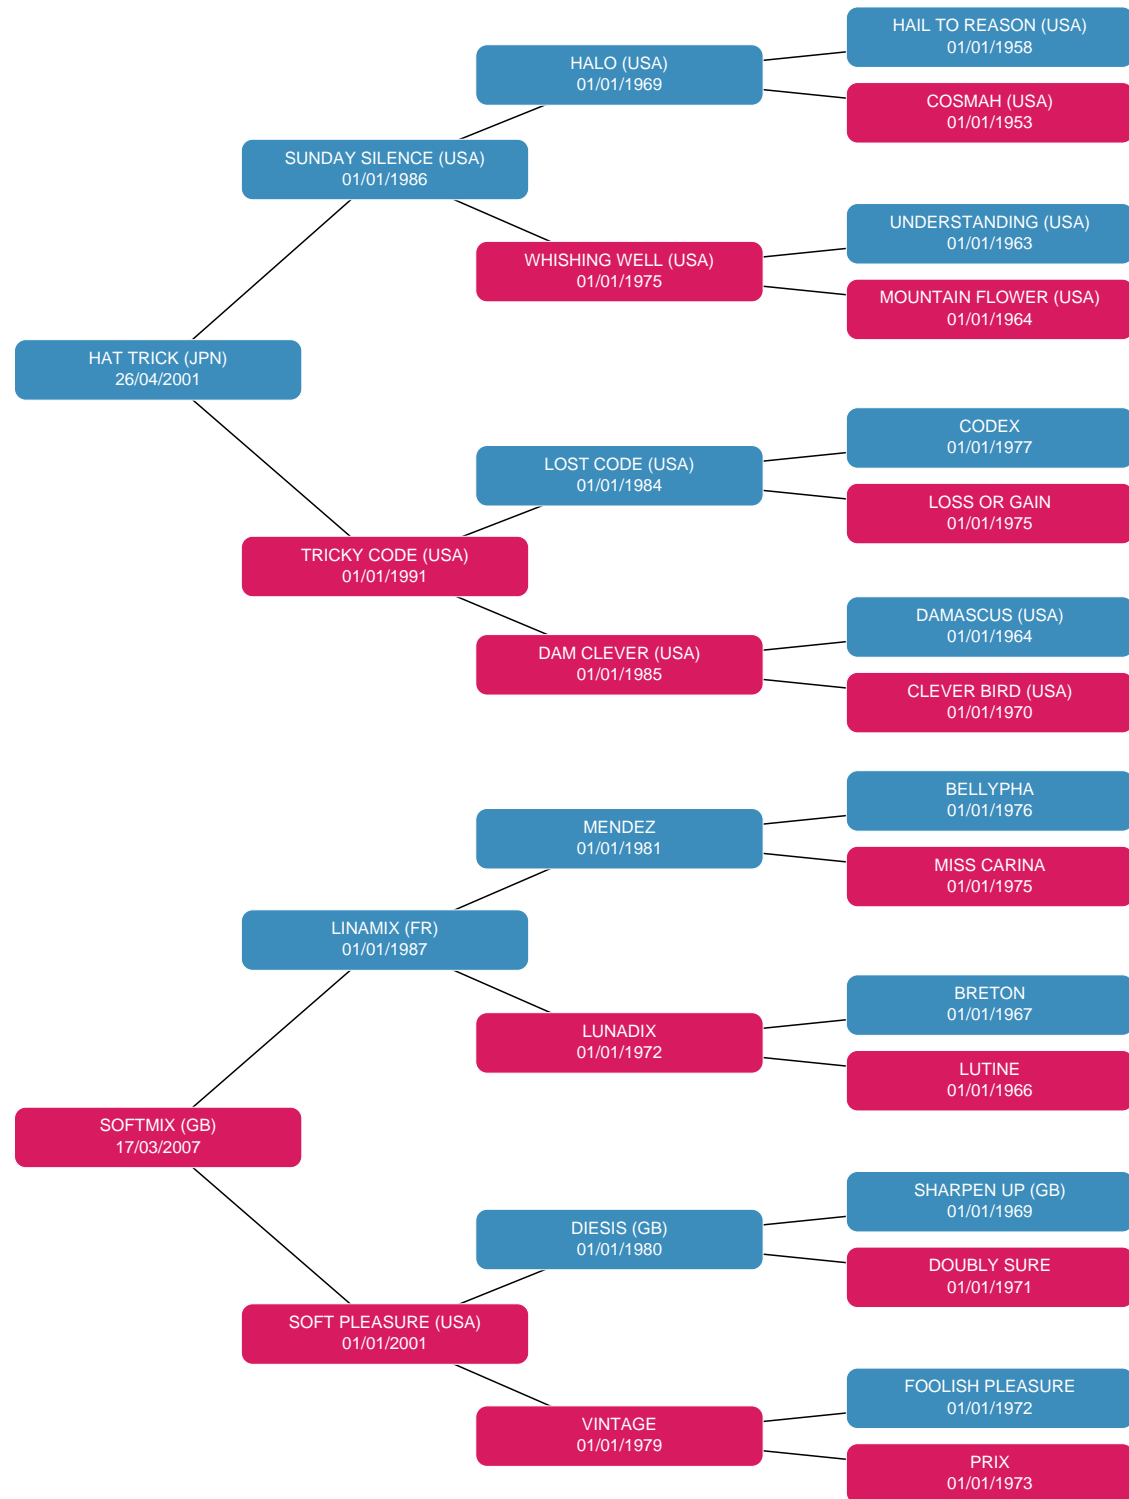 HAIL TO REASON (USA)
01/01/1958
HALO (USA)
01/01/1969
COSMAH (USA)
01/01/1953
SUNDAY SILENCE (USA)
01/01/1986
UNDERSTANDING (USA)
01/01/1963
WHISHING WELL (USA)
01/01/1975
MOUNTAIN FLOWER (USA)
01/01/1964
HAT TRICK (JPN)
26/04/2001
CODEX
01/01/1977
LOST CODE (USA)
01/01/1984
LOSS OR GAIN
01/01/1975
TRICKY CODE (USA)
01/01/1991
DAMASCUS (USA)
01/01/1964
DAM CLEVER (USA)
01/01/1985
CLEVER BIRD (USA)
01/01/1970
BELLYPHA
01/01/1976
MENDEZ
01/01/1981
MISS CARINA
01/01/1975
LINAMIX (FR)
01/01/1987
BRETON
01/01/1967
LUNADIX
01/01/1972
LUTINE
01/01/1966
SOFTMIX (GB)
17/03/2007
SHARPEN UP (GB)
01/01/1969
DIESIS (GB)
01/01/1980
DOUBLY SURE
01/01/1971
SOFT PLEASURE (USA)
01/01/2001
FOOLISH PLEASURE
01/01/1972
VINTAGE
01/01/1979
PRIX
01/01/1973